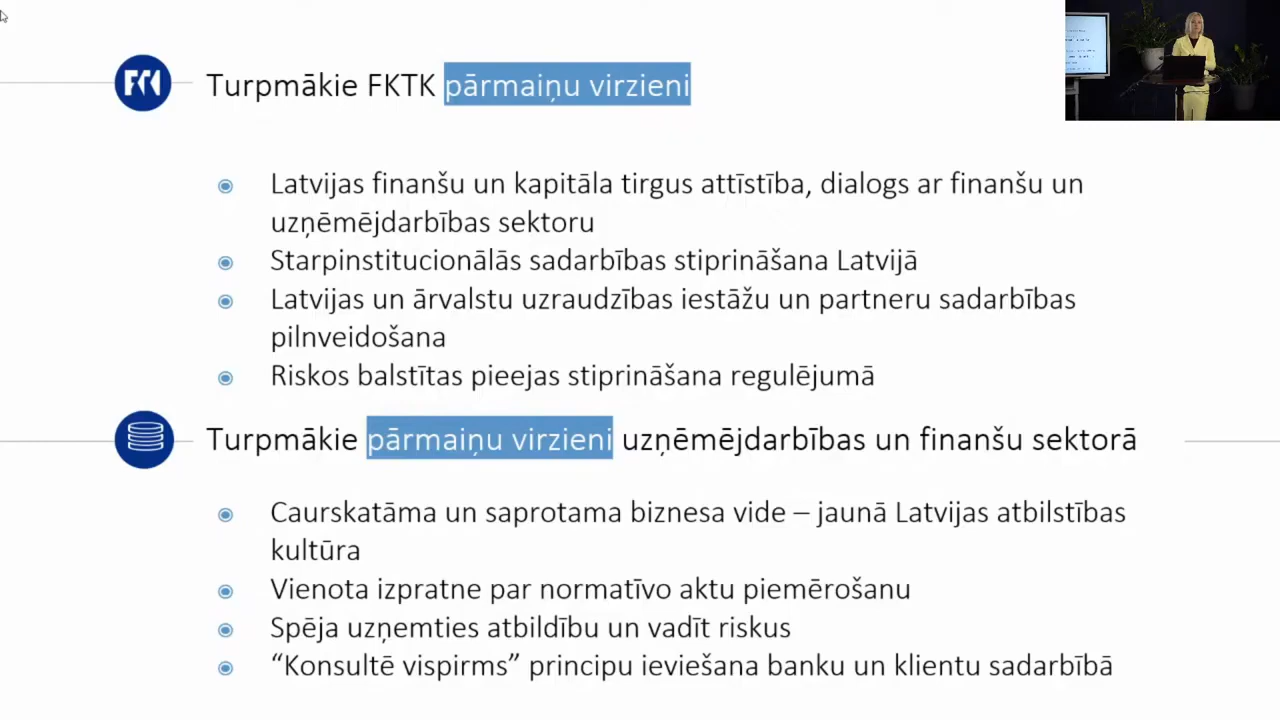 Turpmākie FKTK pārmaiņu virzieni
Latvijas finanšu un kapitāla tirgus attīstība, dialogs ar finanšu un
uzņēmējdarbības sektoru
Starpinstitucionālās sadarbības stiprināšana Latvijā
Latvijas un ārvalstu uzraudzības iestāžu un partneru sadarbības
pilnveidošana
Riskos balstītas pieejas stiprināšana regulējumā
Turpmākie pārmaiņu virzieni uzņēmējdarbības un finanšu sektorā
Caurskatāma un saprotama biznesa vide – jaunā Latvijas atbilstības
kultūra
Vienota izpratne par normatīvo aktu piemērošanu
Spēja uzņemties atbildību un vadīt riskus
“Konsultē vispirms” principu ieviešana banku un klientu sadarbībā